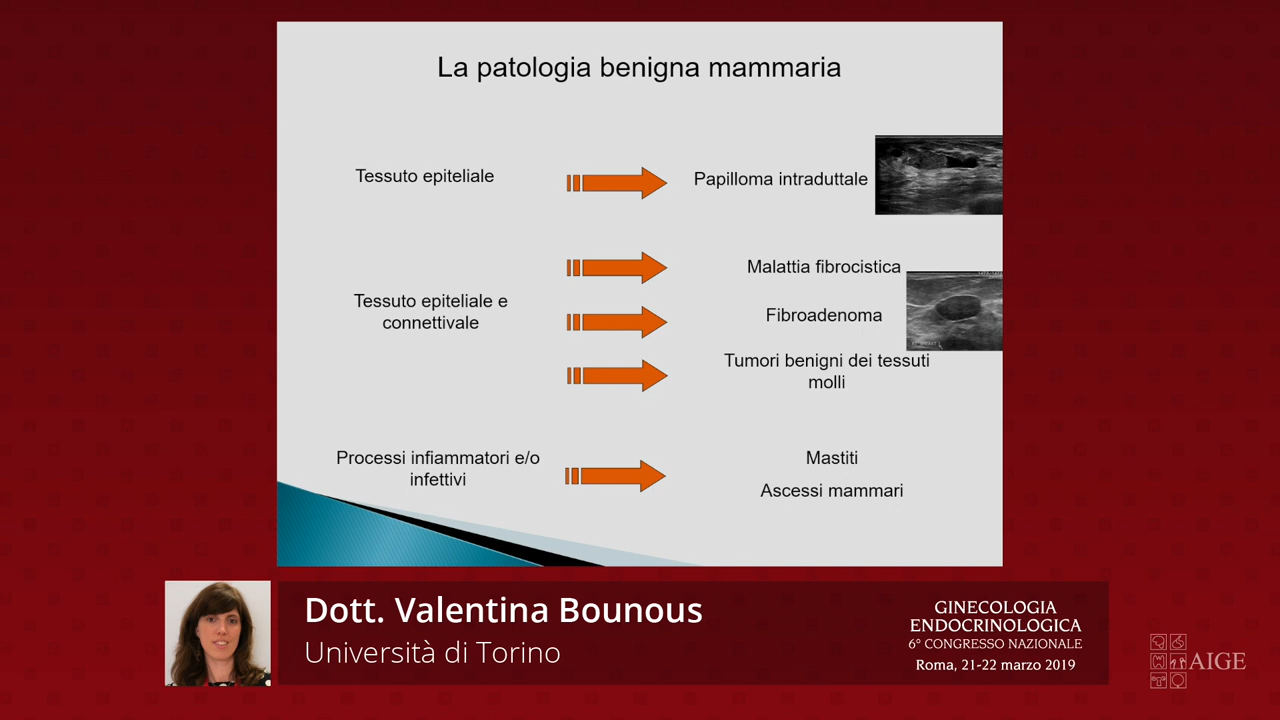 La patologia benigna mammaria
Tessuto epiteliale
Papilloma intraduttale
Tessuto epiteliale e
connettivale
Malattia fibrocistica
Fibroadenoma
Tumori benigni dei tessuti
molli
Processi infiammatori e/o
infettivi
Mastiti
Ascessi mammari
Dott. Valentina Bounous
Università di Torino
GINECOLOGIA
ENDOCRINOLOGICA
6° CONGRESSO NAZIONALE
Roma, 21-22 marzo 2019
AIGE